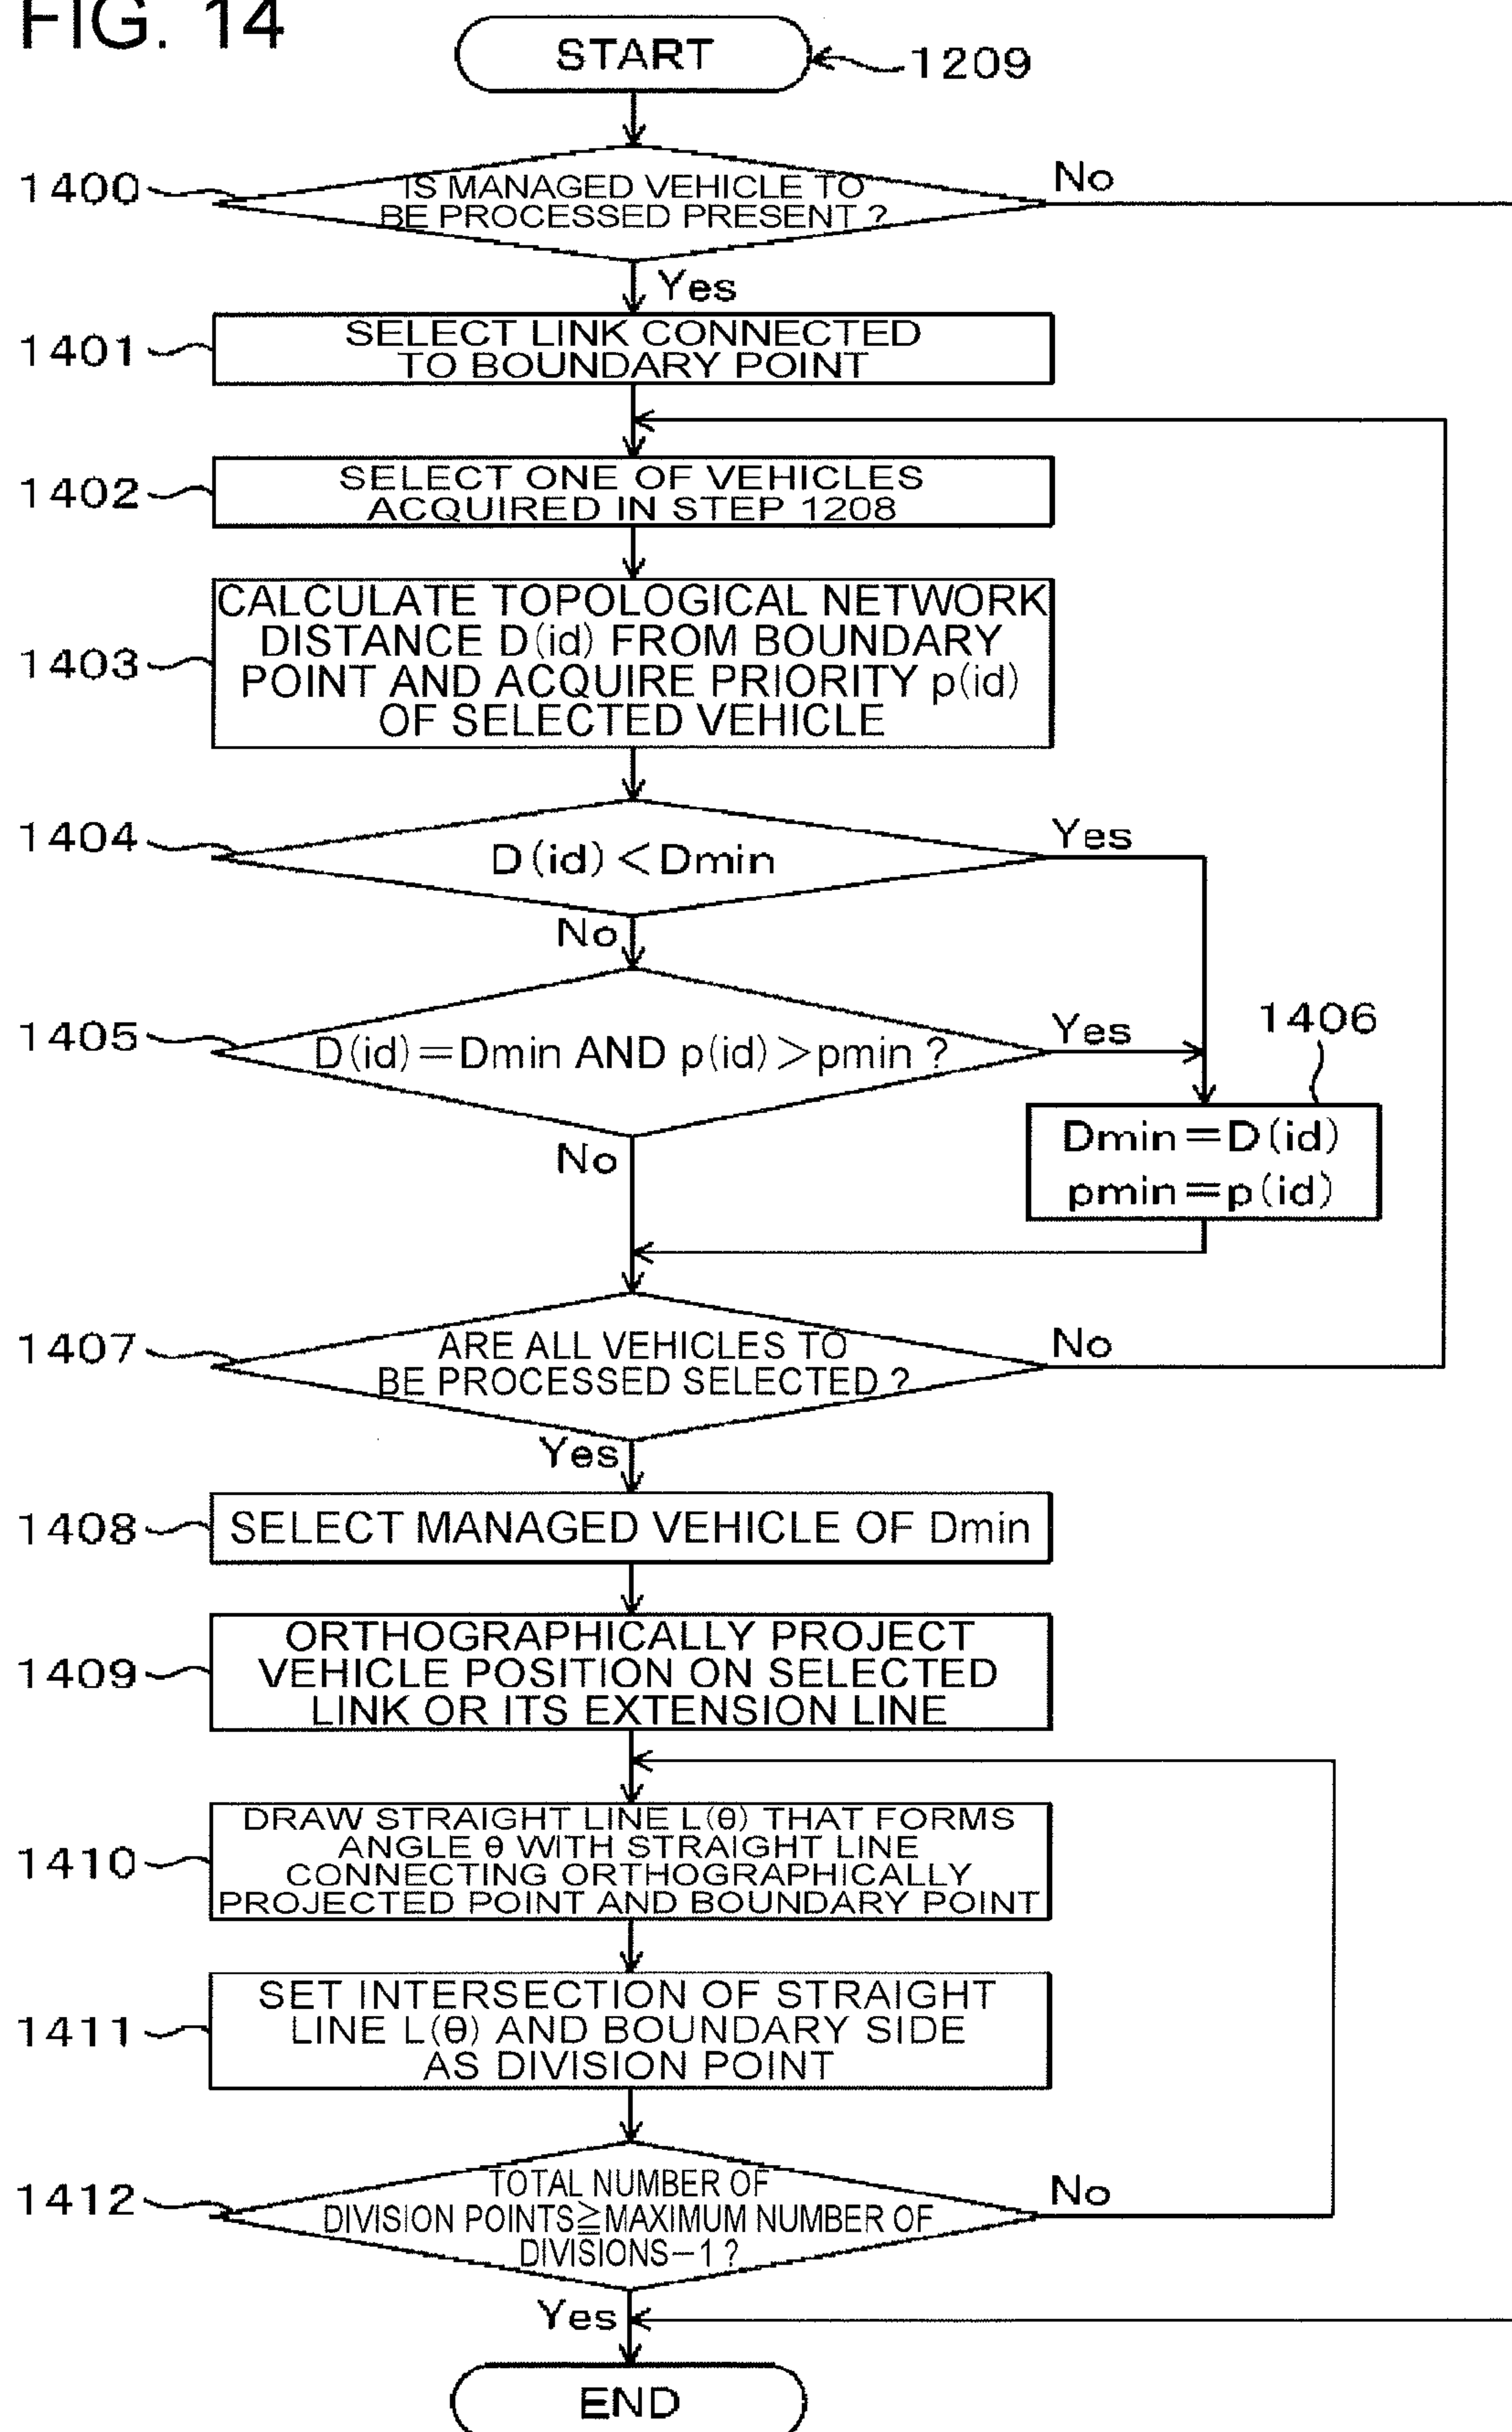 FIG. 14
START
1209
1400
IS MANAGED VEHICLE TO
BE PROCESSED PRESENT ?
No
Yes
1401
SELECT LINK CONNECTED
TO BOUNDARY POINT
1402
SELECT ONE OF VEHICLES
ACQUIRED IN STEP 1208
1403
CALCULATE TOPOLOGICAL NETWORK
DISTANCE D(id) FROM BOUNDARY
POINT AND ACQUIRE PRIORITY p(id)
OF SELECTED VEHICLE
1404
D(id)<Dmin
Yes
No
1405
D(id)=Dmin AND p(id)>pmin ?
Yes
1406
Dmin=D(id)
pmin=p(id)
No
1407
ARE ALL VEHICLES TO
BE PROCESSED SELECTED ?
No
Yes
1408
SELECT MANAGED VEHICLE OF Dmin
1409
ORTHOGRAPHICALLY PROJECT
VEHICLE POSITION ON SELECTED
LINK OR ITS EXTENSION LINE
1410
DRAW STRAIGHT LINE L(θ) THAT FORMS
ANGLE θ WITH STRAIGHT LINE
CONNECTING ORTHOGRAPHICALLY
PROJECTED POINT AND BOUNDARY POINT
1411
SET INTERSECTION OF STRAIGHT
LINE L(θ) AND BOUNDARY SIDE
AS DIVISION POINT
1412
TOTAL NUMBER OF
DIVISION POINTS≧MAXIMUM NUMBER OF
DIVISIONS−1 ?
No
Yes
END